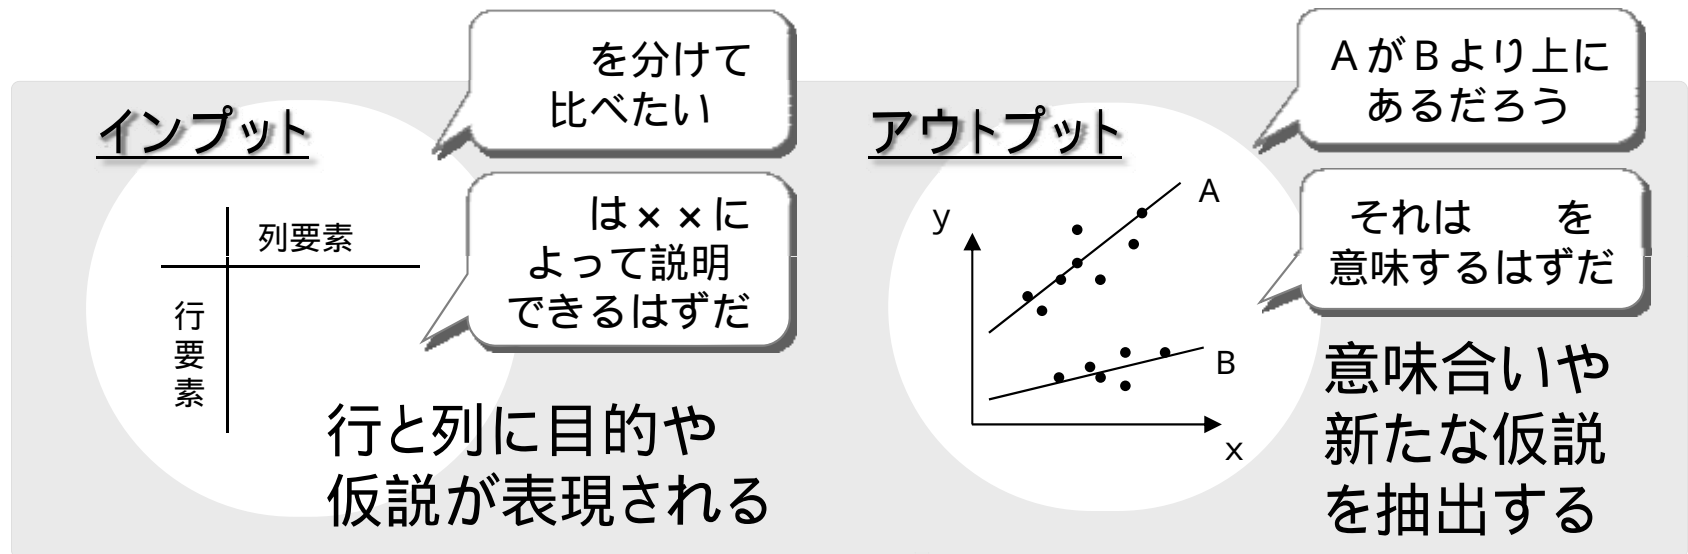 インプット
を分けて
比べたい
は××に
よって説明
できるはずだ
列要素
行
要
素
行と列に目的や
仮説が表現される
アウトプット
ＡがＢより上に
あるだろう
それは　　を
意味するはずだ
y
A
B
x
意味合いや
新たな仮説
を抽出する